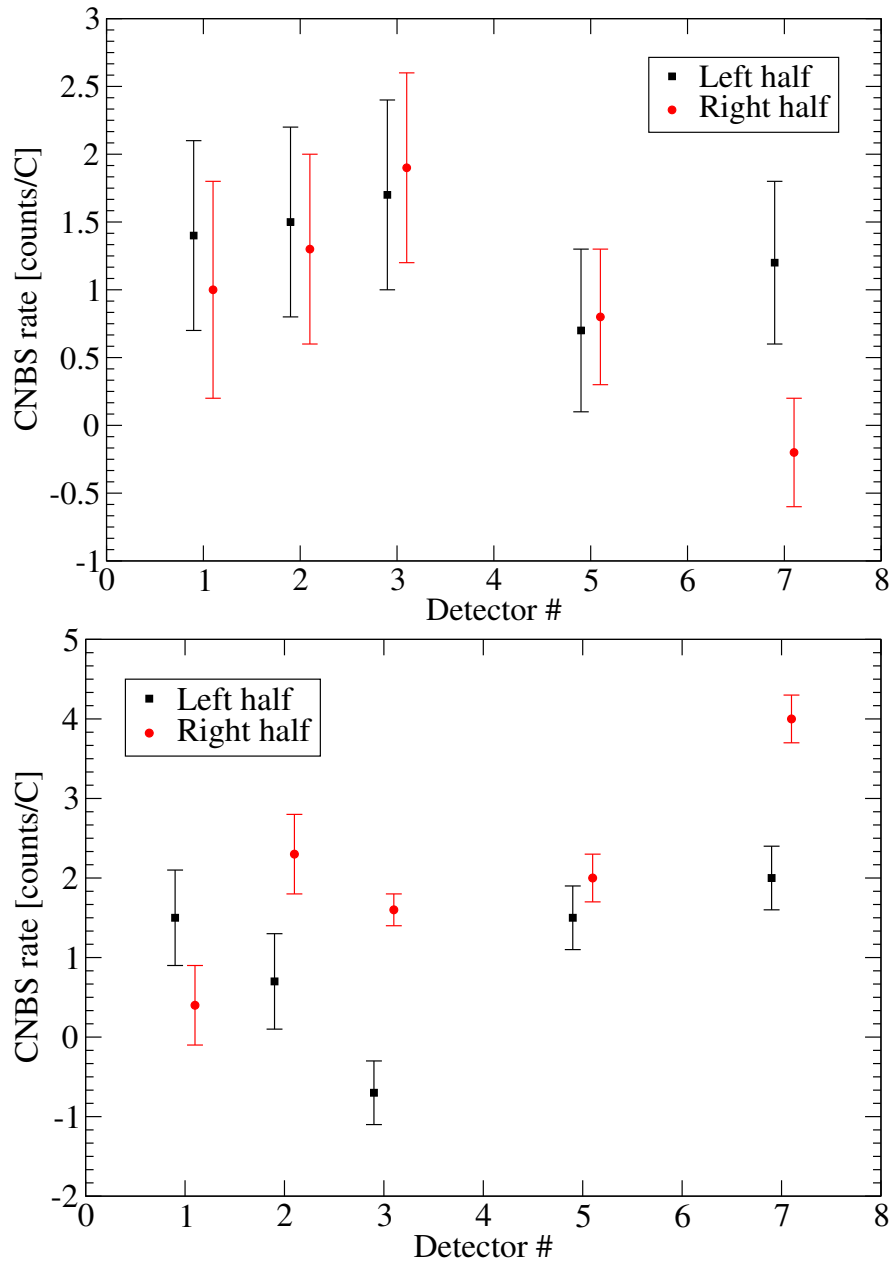 3
2.5
2
1.5
1
0.5
0
-0.5
-1
CNBS rate [counts/C]
Left half
Right half
0 1 2 3 4 5 6 7 8
Detector #
5
4
3
2
1
0
-1
-2
CNBS rate [counts/C]
Left half
Right half
0 1 2 3 4 5 6 7 8
Detector #